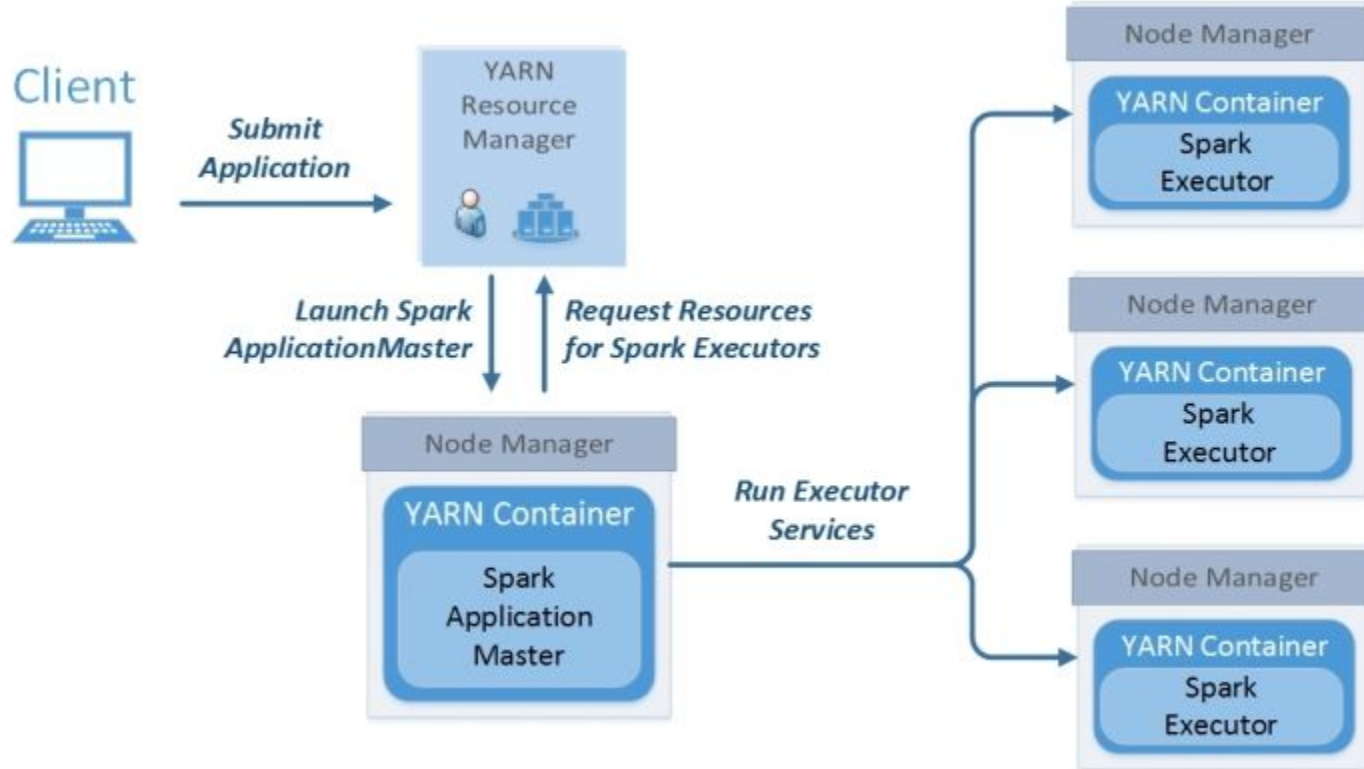 Client
Submit
Application
YARN
Resource
Manager
Launch Spark
ApplicationMaster
Request Resources
for Spark Executors
Node Manager
YARN Container
Spark
Application
Master
Run Executor
Services
Node Manager
YARN Container
Spark
Executor
Node Manager
YARN Container
Spark
Executor
Node Manager
YARN Container
Spark
Executor